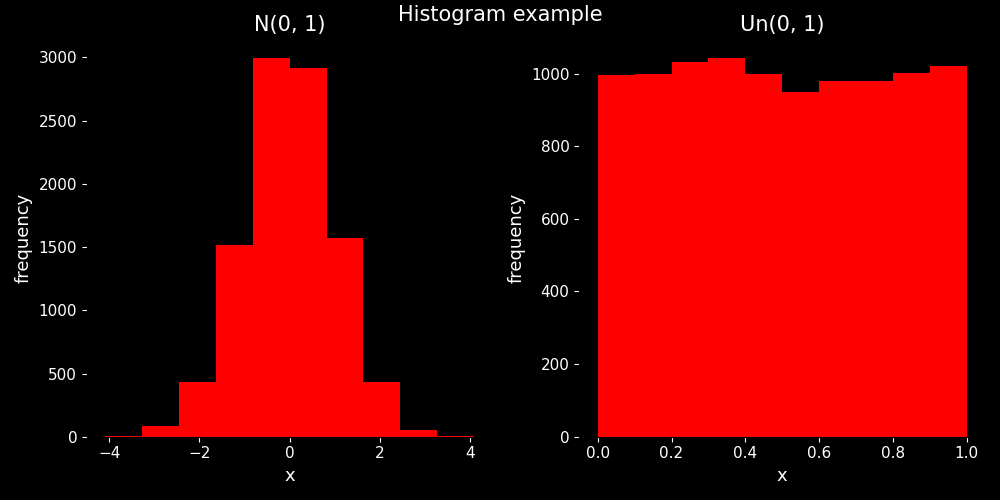 Histogram example
N(0, 1)
frequency
3000
2500
2000
1500
1000
500
0
−4 −2 0 2 4
x
Un(0, 1)
frequency
1000
800
600
400
200
0
0.0 0.2 0.4 0.6 0.8 1.0
x